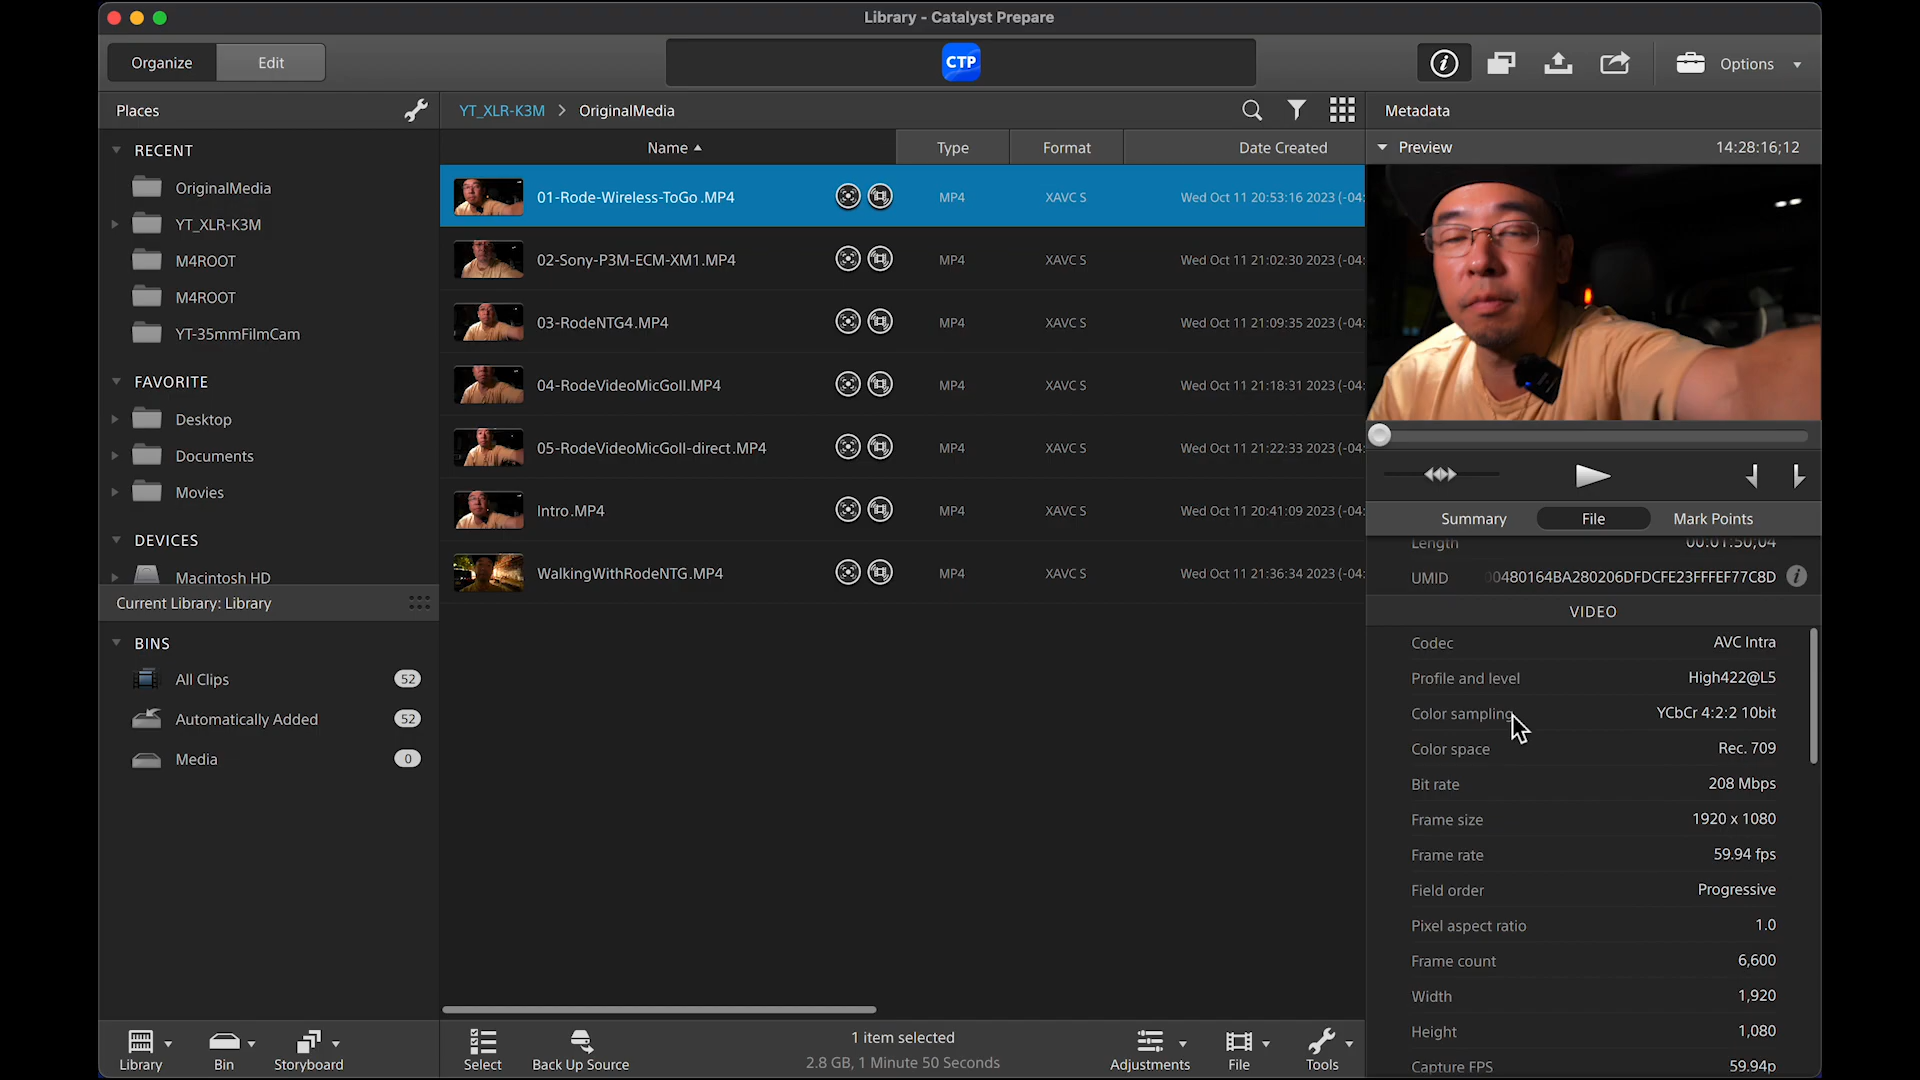 Library - Catalyst Prepare
Organize
Edit
CTP
Options
Places
YT_XLR-K3M > OriginalMedia
Metadata
Name
Type
Format
Date Created
Preview
14:28:16;12
RECENT
OriginalMedia
YT_XLR-K3M
M4ROOT
M4ROOT
YT-35mmFilmCam
FAVORITE
Desktop
Documents
Movies
DEVICES
Macintosh HD
Current Library: Library
BINS
All Clips 52
Automatically Added 52
Media 0
01-Rode-Wireless-ToGo .MP4 MP4 XAVC S Wed Oct 11 20:53:16 2023 (-04:
02-Sony-P3M-ECM-XM1.MP4 MP4 XAVC S Wed Oct 11 21:02:30 2023 (-04:
03-RodeNTG4.MP4 MP4 XAVC S Wed Oct 11 21:09:35 2023 (-04:
04-RodeVideoMicGoII.MP4 MP4 XAVC S Wed Oct 11 21:18:31 2023 (-04:
05-RodeVideoMicGoII-direct.MP4 MP4 XAVC S Wed Oct 11 21:22:33 2023 (-04:
Intro.MP4 MP4 XAVC S Wed Oct 11 20:41:09 2023 (-04:
WalkingWithRodeNTG.MP4 MP4 XAVC S Wed Oct 11 21:36:34 2023 (-04:
Summary
File
Mark Points
Length 00:01:50;04
UMID 00480164BA280206DFDCFE23FFFEF77C8D
VIDEO
Codec AVC Intra
Profile and level High422@L5
Color sampling YCbCr 4:2:2 10bit
Color space Rec. 709
Bit rate 208 Mbps
Frame size 1920 x 1080
Frame rate 59.94 fps
Field order Progressive
Pixel aspect ratio 1.0
Frame count 6,600
Width 1,920
Height 1,080
Capture FPS 59.94p
Library
Bin
Storyboard
Select
Back Up Source
1 item selected
2.8 GB, 1 Minute 50 Seconds
Adjustments
File
Tools